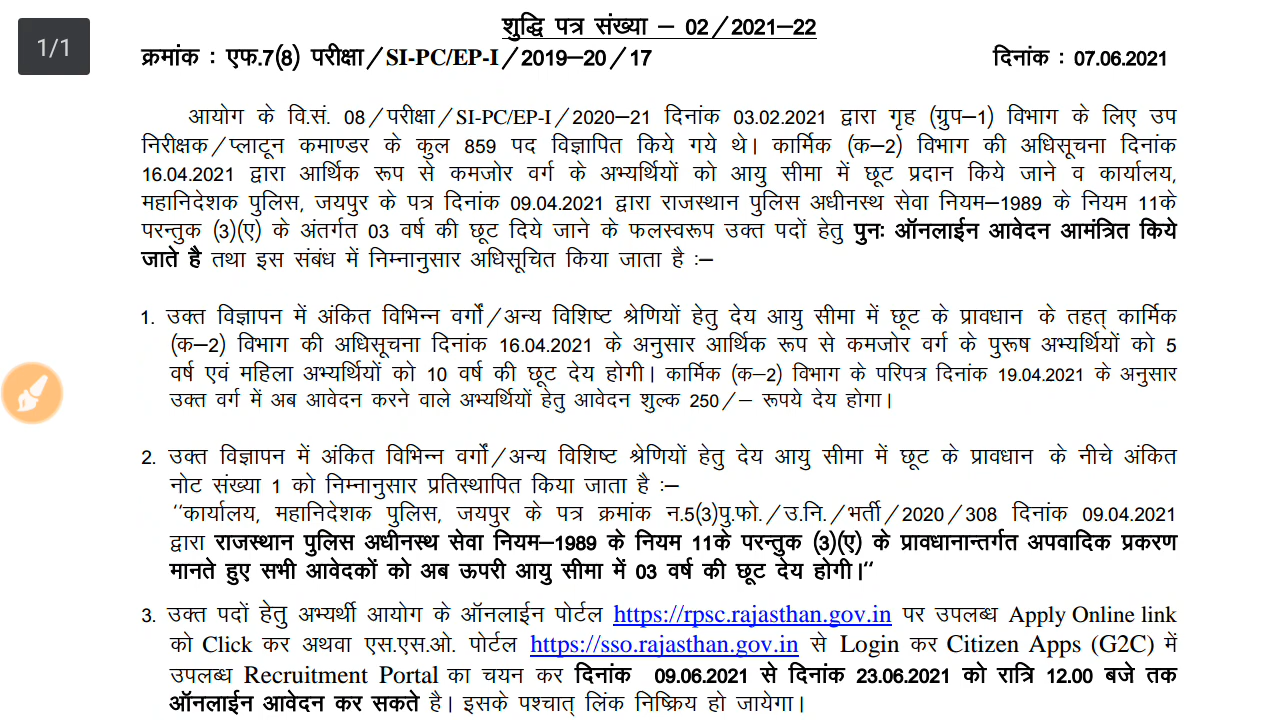 शुद्धि पत्र संख्या – 02/2021–22
1/1
क्रमांक : एफ.7(8) परीक्षा/SI-PC/EP-I/2019–20/17 दिनांक : 07.06.2021
आयोग के वि.सं. 08/परीक्षा/SI-PC/EP-I/2020–21 दिनांक 03.02.2021 द्वारा गृह (ग्रुप–1) विभाग के लिए उप
निरीक्षक/प्लाटून कमाण्डर के कुल 859 पद विज्ञापित किये गये थे। कार्मिक (क–2) विभाग की अधिसूचना दिनांक
16.04.2021 द्वारा आर्थिक रूप से कमजोर वर्ग के अभ्यर्थियों को आयु सीमा में छूट प्रदान किये जाने व कार्यालय,
महानिदेशक पुलिस, जयपुर के पत्र दिनांक 09.04.2021 द्वारा राजस्थान पुलिस अधीनस्थ सेवा नियम–1989 के नियम 11के
परन्तुक (3)(ए) के अंतर्गत 03 वर्ष की छूट दिये जाने के फलस्वरूप उक्त पदों हेतु पुनः ऑनलाईन आवेदन आमंत्रित किये
जाते है तथा इस संबंध में निम्नानुसार अधिसूचित किया जाता है :–
1. उक्त विज्ञापन में अंकित विभिन्न वर्गों/अन्य विशिष्ट श्रेणियों हेतु देय आयु सीमा में छूट के प्रावधान के तहत् कार्मिक
(क–2) विभाग की अधिसूचना दिनांक 16.04.2021 के अनुसार आर्थिक रूप से कमजोर वर्ग के पुरूष अभ्यर्थियों को 5
वर्ष एवं महिला अभ्यर्थियों को 10 वर्ष की छूट देय होगी। कार्मिक (क–2) विभाग के परिपत्र दिनांक 19.04.2021 के अनुसार
उक्त वर्ग में अब आवेदन करने वाले अभ्यर्थियों हेतु आवेदन शुल्क 250/– रूपये देय होगा।
2. उक्त विज्ञापन में अंकित विभिन्न वर्गों/अन्य विशिष्ट श्रेणियों हेतु देय आयु सीमा में छूट के प्रावधान के नीचे अंकित
नोट संख्या 1 को निम्नानुसार प्रतिस्थापित किया जाता है :–
“कार्यालय, महानिदेशक पुलिस, जयपुर के पत्र क्रमांक न.5(3)पु.फो./उ.नि./भर्ती/2020/308 दिनांक 09.04.2021
द्वारा राजस्थान पुलिस अधीनस्थ सेवा नियम–1989 के नियम 11के परन्तुक (3)(ए) के प्रावधानान्तर्गत अपवादिक प्रकरण
मानते हुए सभी आवेदकों को अब ऊपरी आयु सीमा में 03 वर्ष की छूट देय होगी।“
3. उक्त पदों हेतु अभ्यर्थी आयोग के ऑनलाईन पोर्टल https://rpsc.rajasthan.gov.in पर उपलब्ध Apply Online link
को Click कर अथवा एस.एस.ओ. पोर्टल https://sso.rajasthan.gov.in से Login कर Citizen Apps (G2C) में
उपलब्ध Recruitment Portal का चयन कर दिनांक 09.06.2021 से दिनांक 23.06.2021 को रात्रि 12.00 बजे तक
ऑनलाईन आवेदन कर सकते है। इसके पश्चात् लिंक निष्क्रिय हो जायेगा।